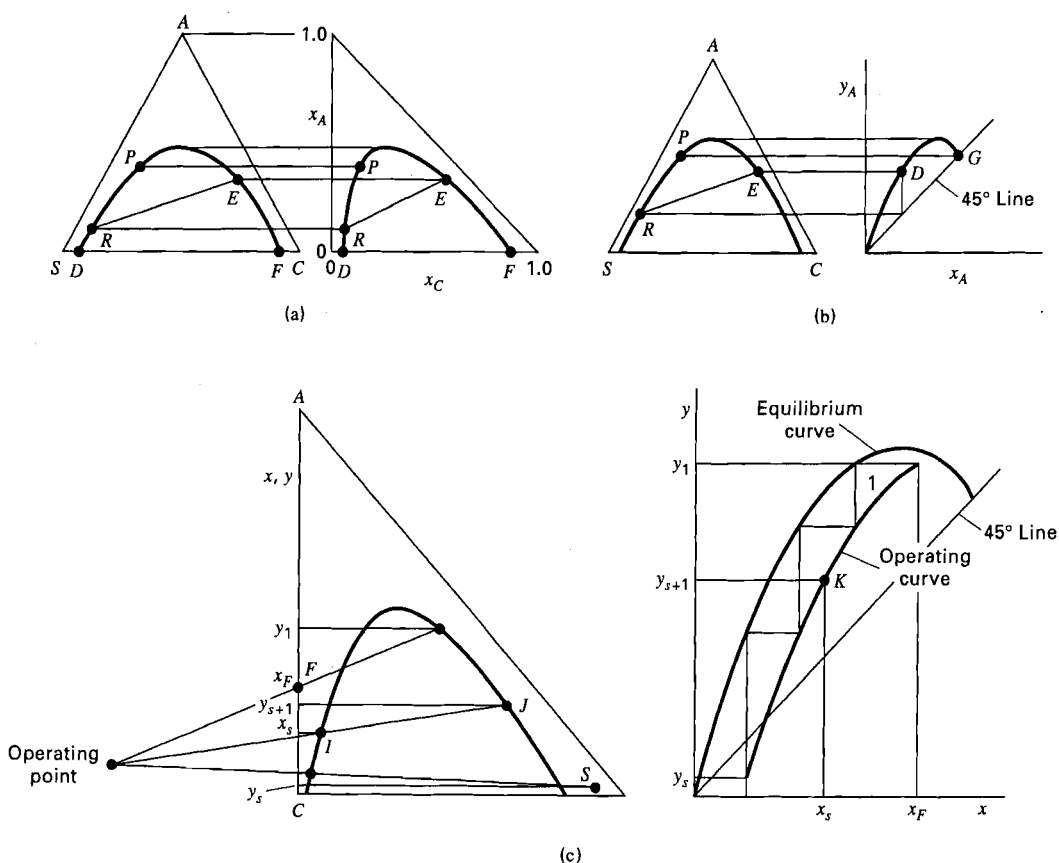 A
1.0
x_A
P
P
E
E
R
R
0
S
D
F
C
0
D
F
1.0
x_C
(a)
A
y_A
P
G
D
E
45° Line
R
S
C
x_A
(b)
A
x, y
y_1
x_F
F
y_{s+1}
J
x_s
I
Operating
point
S
y_s
C
y
Equilibrium
curve
y_1
1
45° Line
Operating
curve
y_{s+1}
K
y_s
x_s
x_F
x
(c)